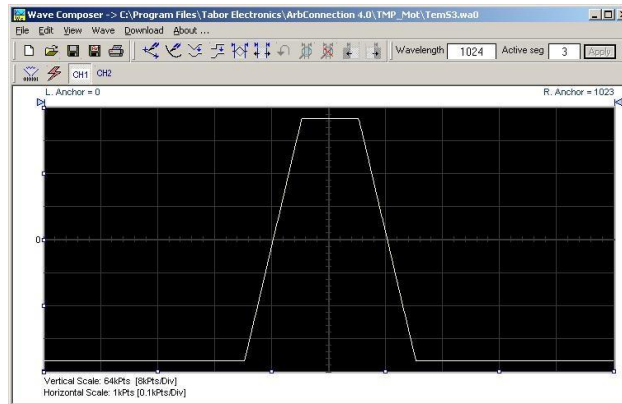 Wave Composer -> C:\Program Files\Tabor Electronics\ArbConnection 4.0\TMP_Mot\TemS3.wa0
File Edit View Wave Download About ...
Wavelength 1024 Active seg 3 Apply
CH1 CH2
L. Anchor = 0 R. Anchor = 1023
0
Vertical Scale: 64kPts [8kPts/Div]
Horizontal Scale: 1kPts [0.1kPts/Div]